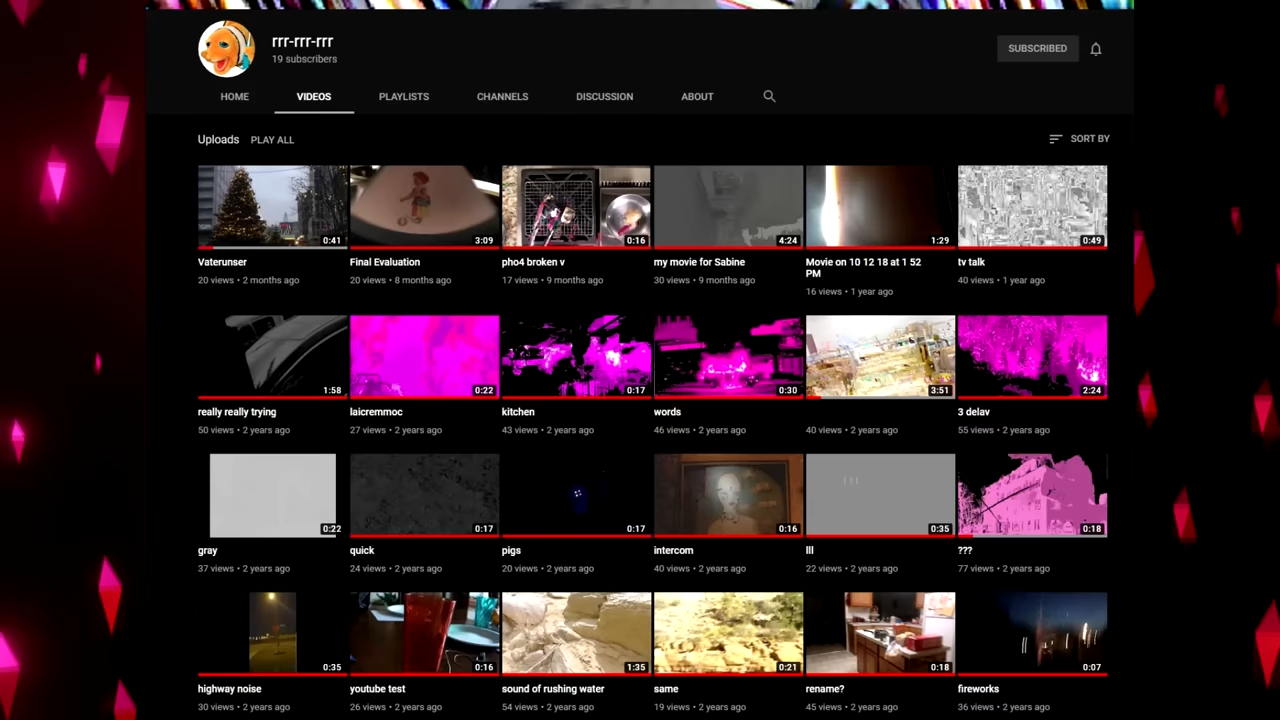 rrr-rrr-rrr
19 subscribers
SUBSCRIBED
HOME VIDEOS PLAYLISTS CHANNELS DISCUSSION ABOUT
Uploads PLAY ALL SORT BY
0:41 3:09 0:16 4:24 1:29 0:49
Vaterunser Final Evaluation pho4 broken v my movie for Sabine Movie on 10 12 18 at 1 52 tv talk
PM
20 views • 2 months ago 20 views • 8 months ago 17 views • 9 months ago 30 views • 9 months ago 16 views • 1 year ago 40 views • 1 year ago
1:58 0:22 0:17 0:30 3:51 2:24
really really trying laicremmoc kitchen words 3 delav
50 views • 2 years ago 27 views • 2 years ago 43 views • 2 years ago 46 views • 2 years ago 40 views • 2 years ago 55 views • 2 years ago
0:22 0:17 0:17 0:16 0:35 0:18
gray quick pigs intercom lll ???
37 views • 2 years ago 24 views • 2 years ago 20 views • 2 years ago 40 views • 2 years ago 22 views • 2 years ago 77 views • 2 years ago
0:35 0:16 1:35 0:21 0:18 0:07
highway noise youtube test sound of rushing water same rename? fireworks
30 views • 2 years ago 26 views • 2 years ago 54 views • 2 years ago 19 views • 2 years ago 45 views • 2 years ago 36 views • 2 years ago